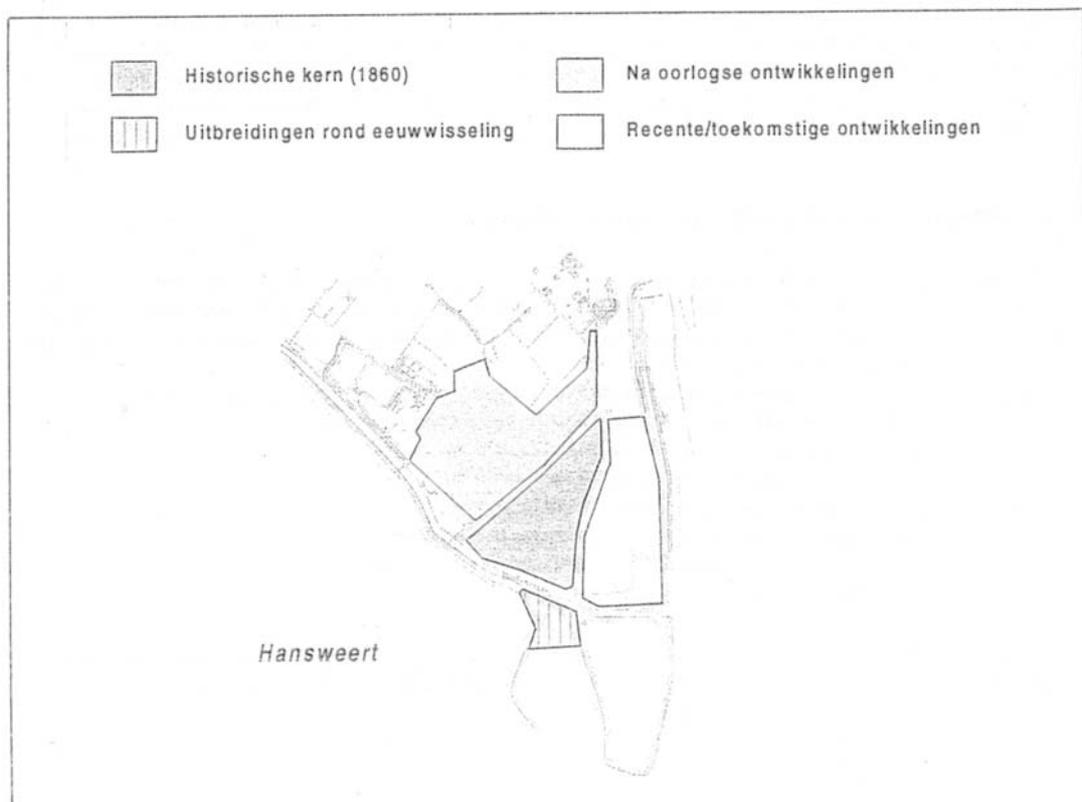 Historische kern (1860)
Uitbreidingen rond eeuwwisseling
Na oorlogse ontwikkelingen
Recente/toekomstige ontwikkelingen
Hansweert